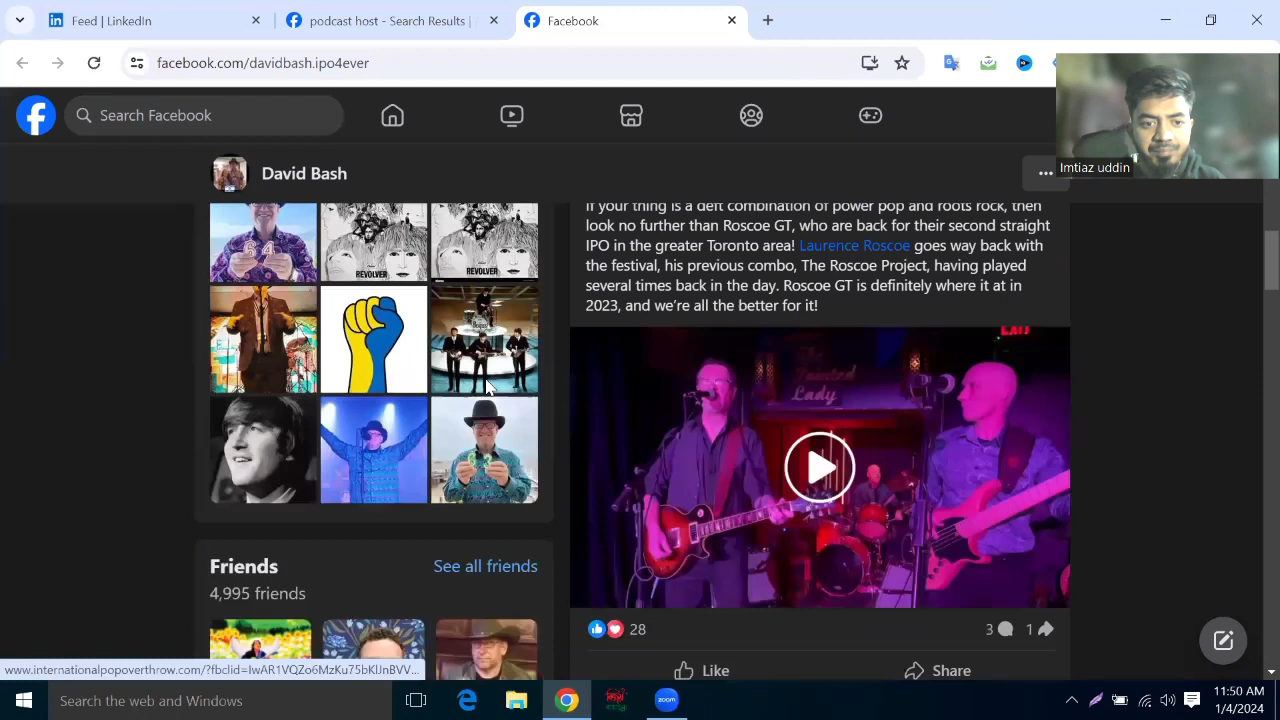 Feed | LinkedIn
podcast host - Search Results |
Facebook
facebook.com/davidbash.ipo4ever
Search Facebook
Imtiaz uddin
David Bash
If your thing is a deft combination of power pop and roots rock, then
look no further than Roscoe GT, who are back for their second straight
IPO in the greater Toronto area! Laurence Roscoe goes way back with
the festival, his previous combo, The Roscoe Project, having played
several times back in the day. Roscoe GT is definitely where it at in
2023, and we're all the better for it!
64
REVOLVER
REVOLVER
Friends
See all friends
4,995 friends
28
3
1
Like
Share
www.internationalpopoverthrow.com/?fbclid=IwAR1VQZo6MzKu75bKIJnBVV...
Search the web and Windows
zoom
11:50 AM
1/4/2024